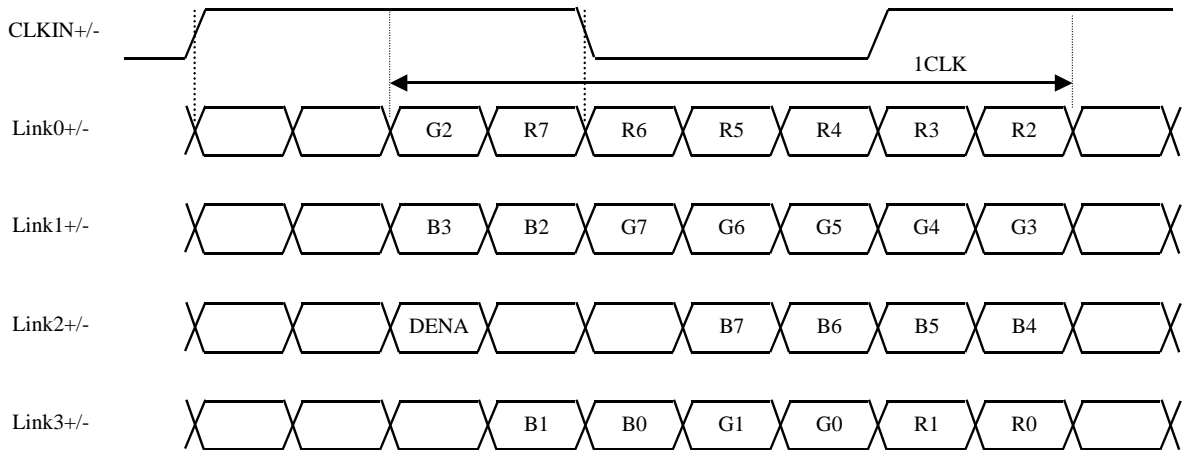 CLKIN+/-
1CLK
Link0+/- G2 R7 R6 R5 R4 R3 R2
Link1+/- B3 B2 G7 G6 G5 G4 G3
Link2+/- DENA B7 B6 B5 B4
Link3+/- B1 B0 G1 G0 R1 R0